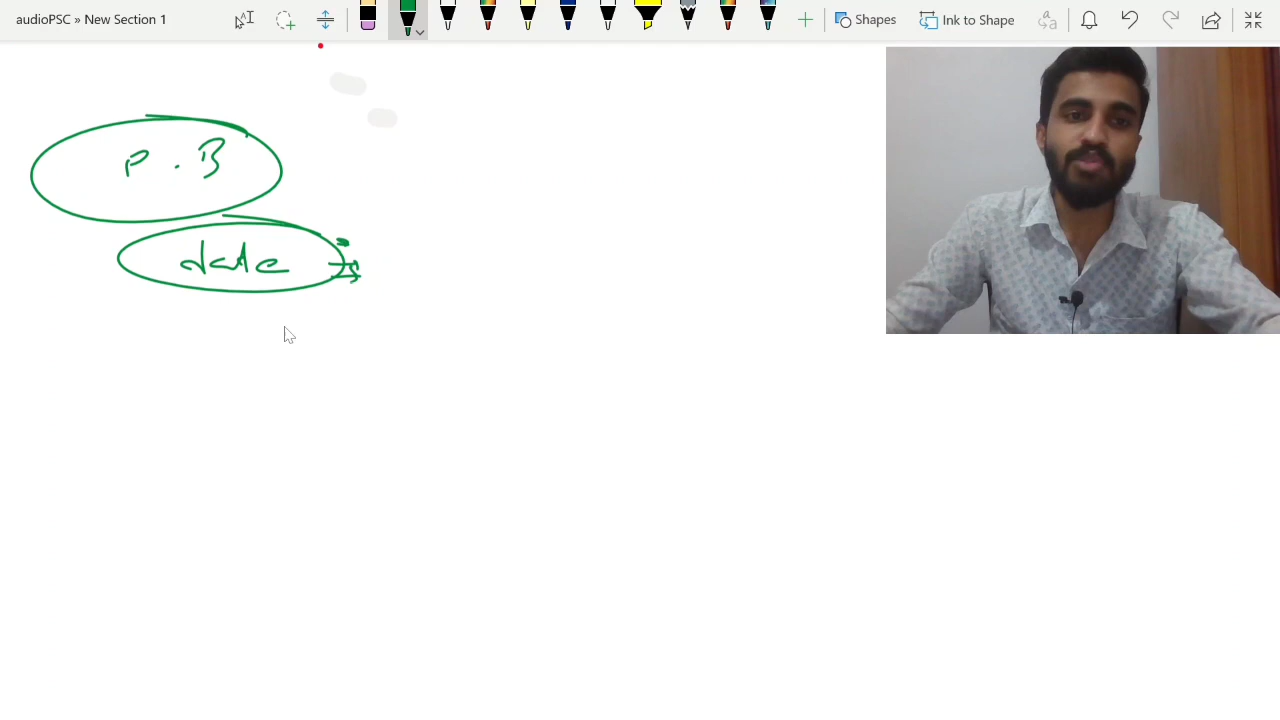 audioPSC » New Section 1
Shapes
Ink to Shape
P . B
date